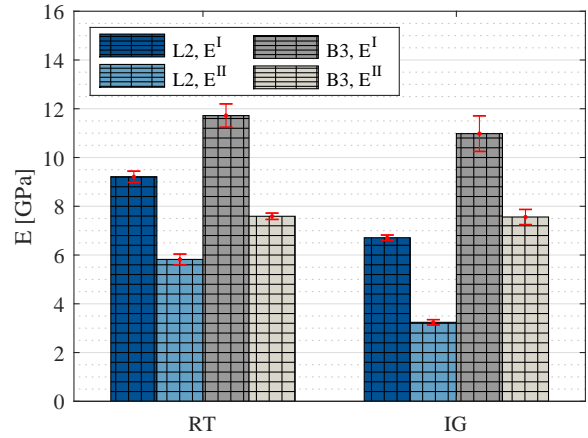 16
14
12
10
8
6
4
2
0
E [GPa]
L2, E^I
B3, E^I
L2, E^II
B3, E^II
RT
IG